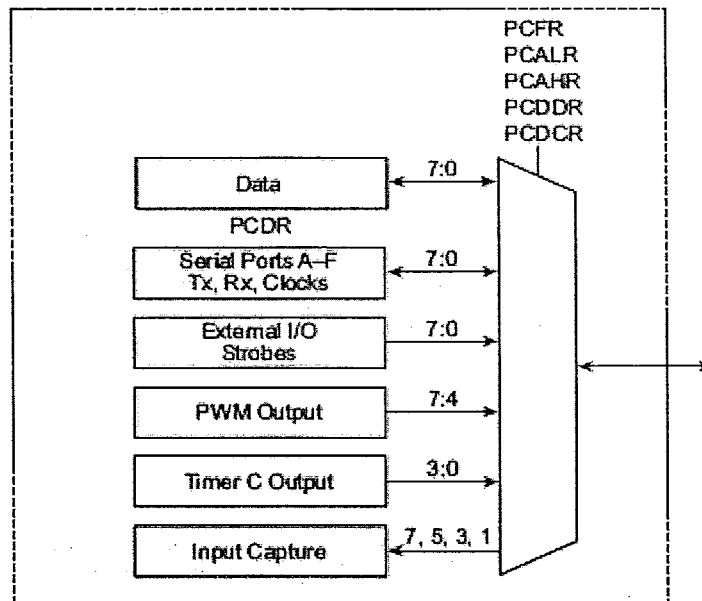 PCFR
PCALR
PCAHR
PCDDR
PCDCR
Data
7:0
PCDR
Serial Ports A–F
Tx, Rx, Clocks
7:0
External I/O
Strobes
7:0
PWM Output
7:4
Timer C Output
3:0
Input Capture
7, 5, 3, 1